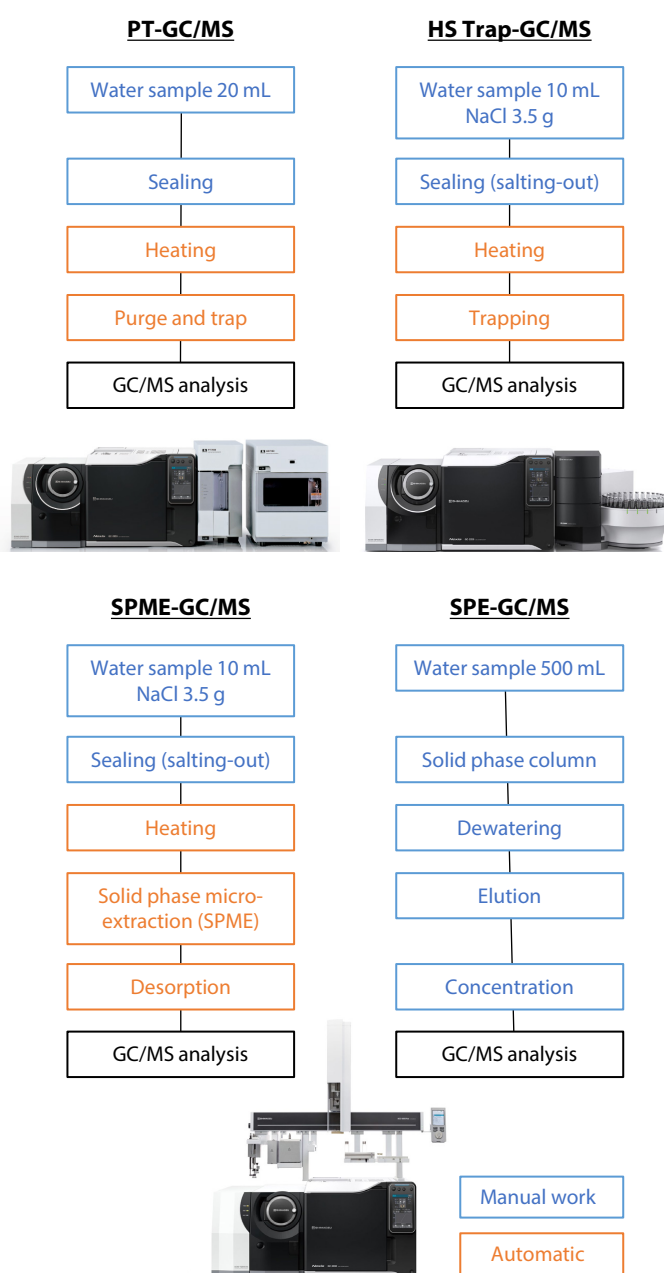 PT-GC/MS
Water sample 20 mL
Sealing
Heating
Purge and trap
GC/MS analysis
HS Trap-GC/MS
Water sample 10 mL
NaCl 3.5 g
Sealing (salting-out)
Heating
Trapping
GC/MS analysis
SPME-GC/MS
Water sample 10 mL
NaCl 3.5 g
Sealing (salting-out)
Heating
Solid phase micro-
extraction (SPME)
Desorption
GC/MS analysis
SPE-GC/MS
Water sample 500 mL
Solid phase column
Dewatering
Elution
Concentration
GC/MS analysis
Manual work
Automatic